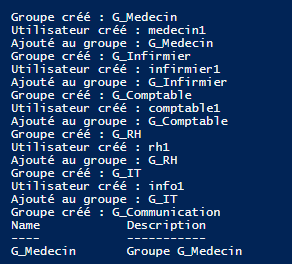 Groupe créé : G_Medecin
Utilisateur créé : medecin1
Ajouté au groupe : G_Medecin
Groupe créé : G_Infirmier
Utilisateur créé : infirmier1
Ajouté au groupe : G_Infirmier
Groupe créé : G_Comptable
Utilisateur créé : comptable1
Ajouté au groupe : G_Comptable
Groupe créé : G_RH
Utilisateur créé : rh1
Ajouté au groupe : G_RH
Groupe créé : G_IT
Utilisateur créé : info1
Ajouté au groupe : G_IT
Groupe créé : G_Communication
Name Description
---- -----------
G_Medecin Groupe G_Medecin